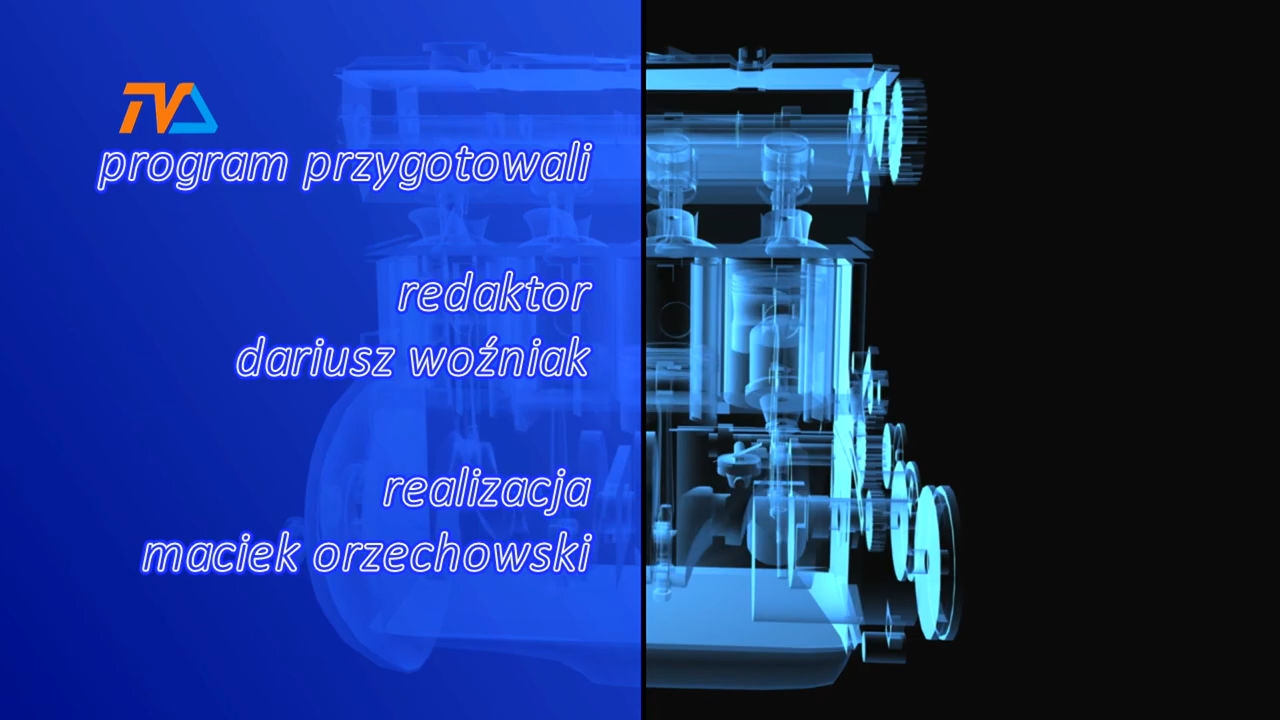 TVA
program przygotowali
redaktor
dariusz woźniak
realizacja
maciek orzechowski